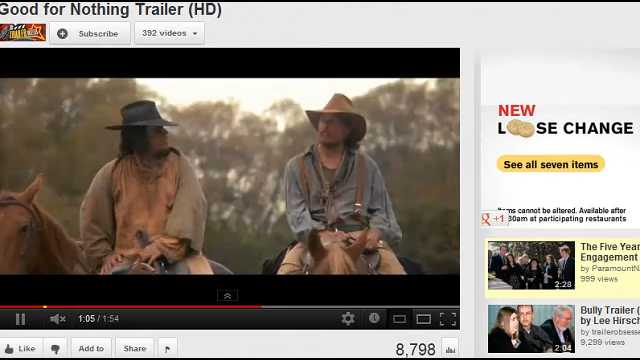 Good for Nothing Trailer (HD)
Subscribe 392 videos
NEW
LOOSE CHANGE
See all seven items
Items cannot be altered. Available after
30am at participating restaurants
+1
The Five Year
Engagement
by ParamountN
999 views
2:28
Bully Trailer (
by Lee Hirsch
by trailerobsesse
9,299 views
2:04
1:05 / 1:54
Like Add to Share 8,798